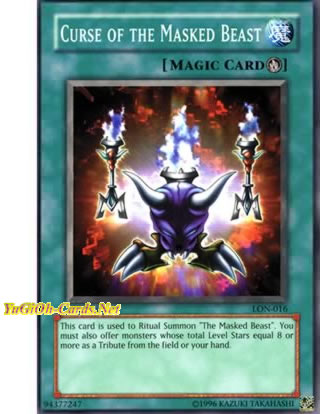 CURSE OF THE MASKED BEAST 魔
[MAGIC CARD]
YuGiOh-Cards.Net
LON-016
This card is used to Ritual Summon "The Masked Beast". You
must also offer monsters whose total Level Stars equal 8 or
more as a Tribute from the field or your hand.
94377247
©1996 KAZUKI TAKAHASHI